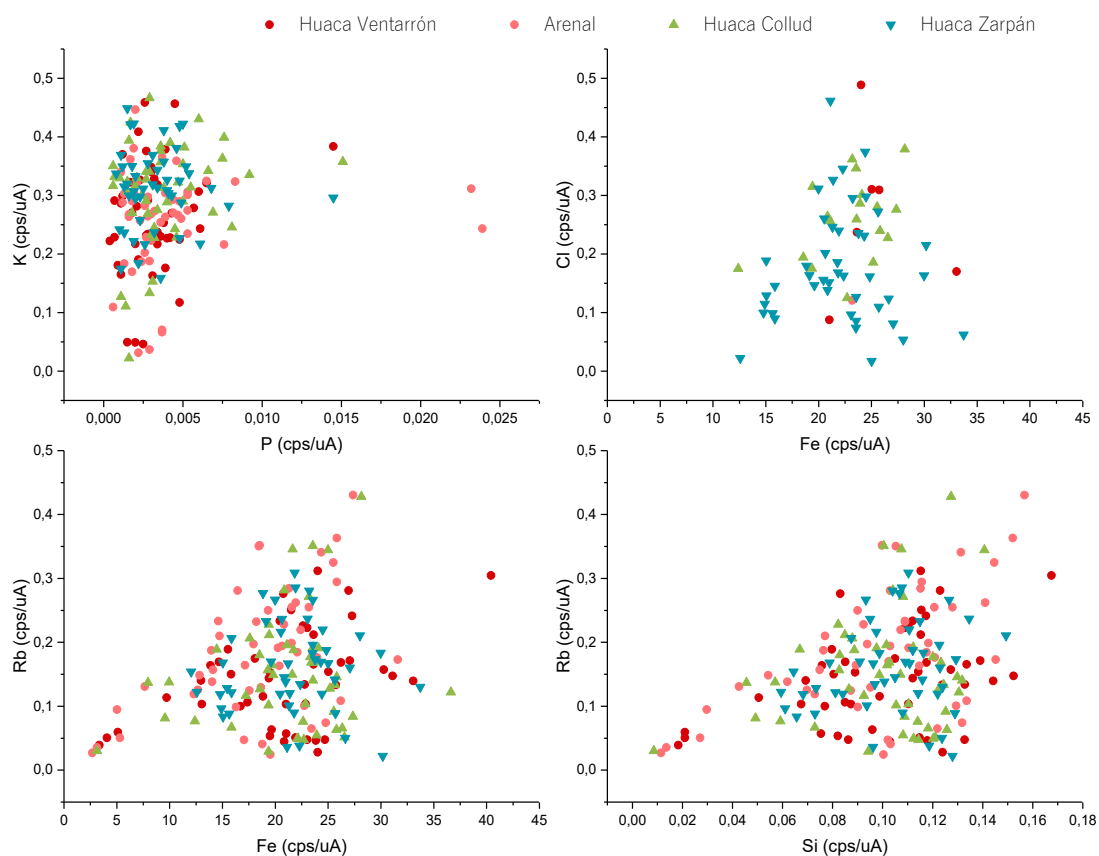 Huaca Ventarrón Arenal Huaca Collud Huaca Zarpán
0,5
0,4
0,3
0,2
0,1
0,0
K (cps/uA)
0,000 0,005 0,010 0,015 0,020 0,025
P (cps/uA)
0,5
0,4
0,3
0,2
0,1
0,0
Cl (cps/uA)
0 5 10 15 20 25 30 35 40 45
Fe (cps/uA)
0,5
0,4
0,3
0,2
0,1
0,0
Rb (cps/uA)
0 5 10 15 20 25 30 35 40 45
Fe (cps/uA)
0,5
0,4
0,3
0,2
0,1
0,0
Rb (cps/uA)
0,00 0,02 0,04 0,06 0,08 0,10 0,12 0,14 0,16 0,18
Si (cps/uA)